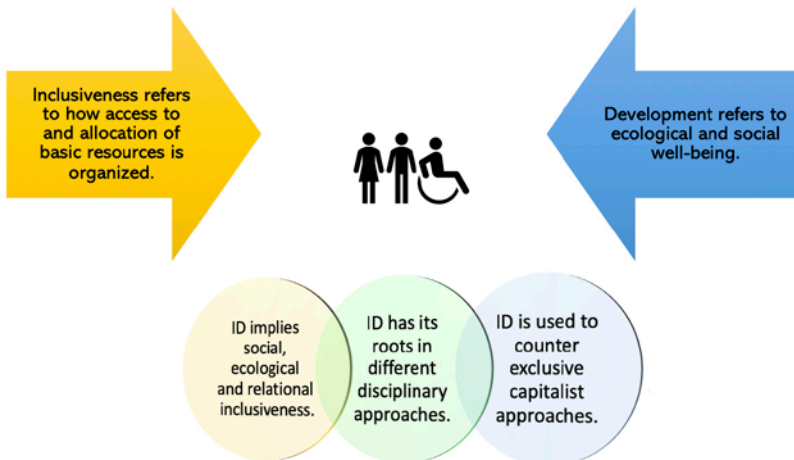 Inclusiveness refers
to how access to
and allocation of
basic resources is
organized.
Development refers to
ecological and social
well-being.
ID implies
social,
ecological
and relational
inclusiveness.
ID has its
roots in
different
disciplinary
approaches.
ID is used to
counter
exclusive
capitalist
approaches.